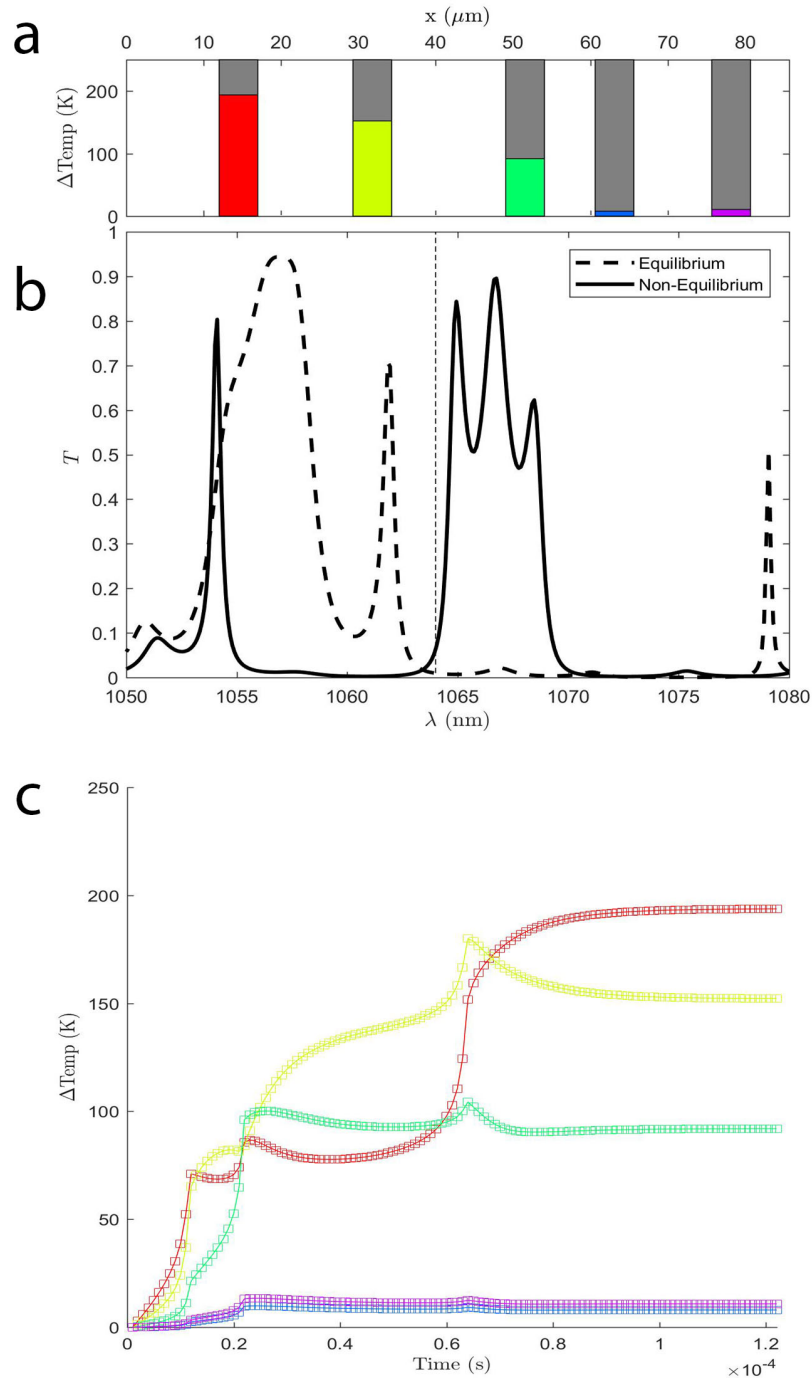 a
x (μm)
0 10 20 30 40 50 60 70 80
ΔTemp (K)
200
100
0
b
1
0.9
0.8
0.7
0.6
0.5
0.4
0.3
0.2
0.1
0
T
Equilibrium
Non-Equilibrium
1050 1055 1060 1065 1070 1075 1080
λ (nm)
c
250
200
150
100
50
0
ΔTemp (K)
0 0.2 0.4 0.6 0.8 1 1.2
Time (s)
×10⁻⁴